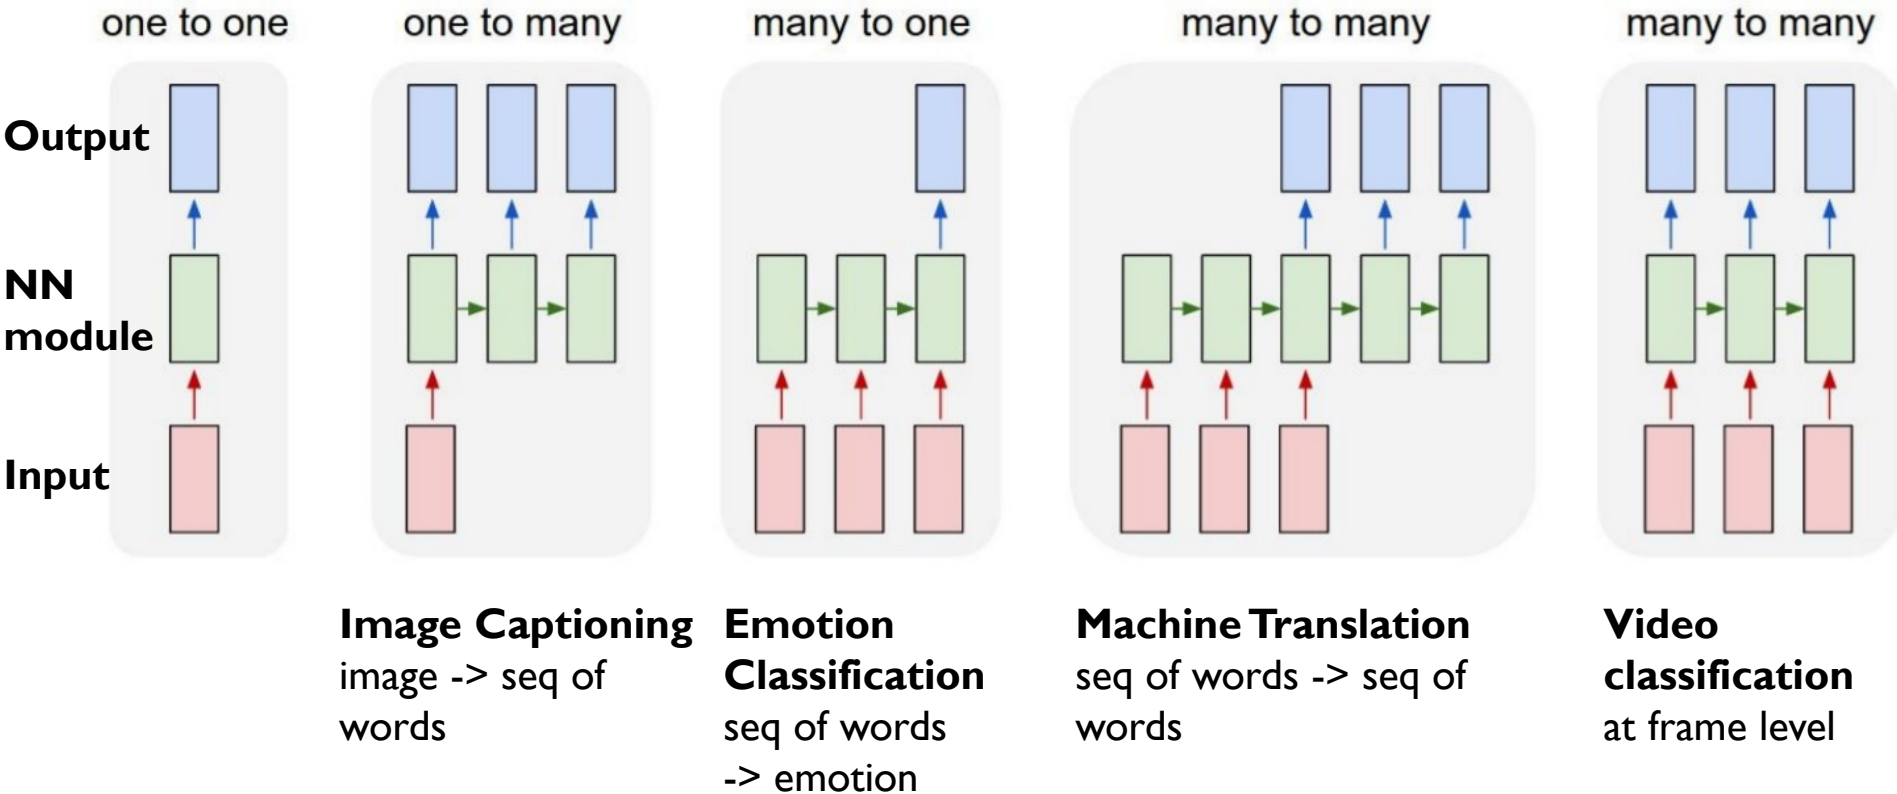 one to one
one to many
many to one
many to many
many to many
Output
NN
module
Input
Image Captioning
image -> seq of
words
Emotion
Classification
seq of words
-> emotion
Machine Translation
seq of words -> seq of
words
Video
classification
at frame level